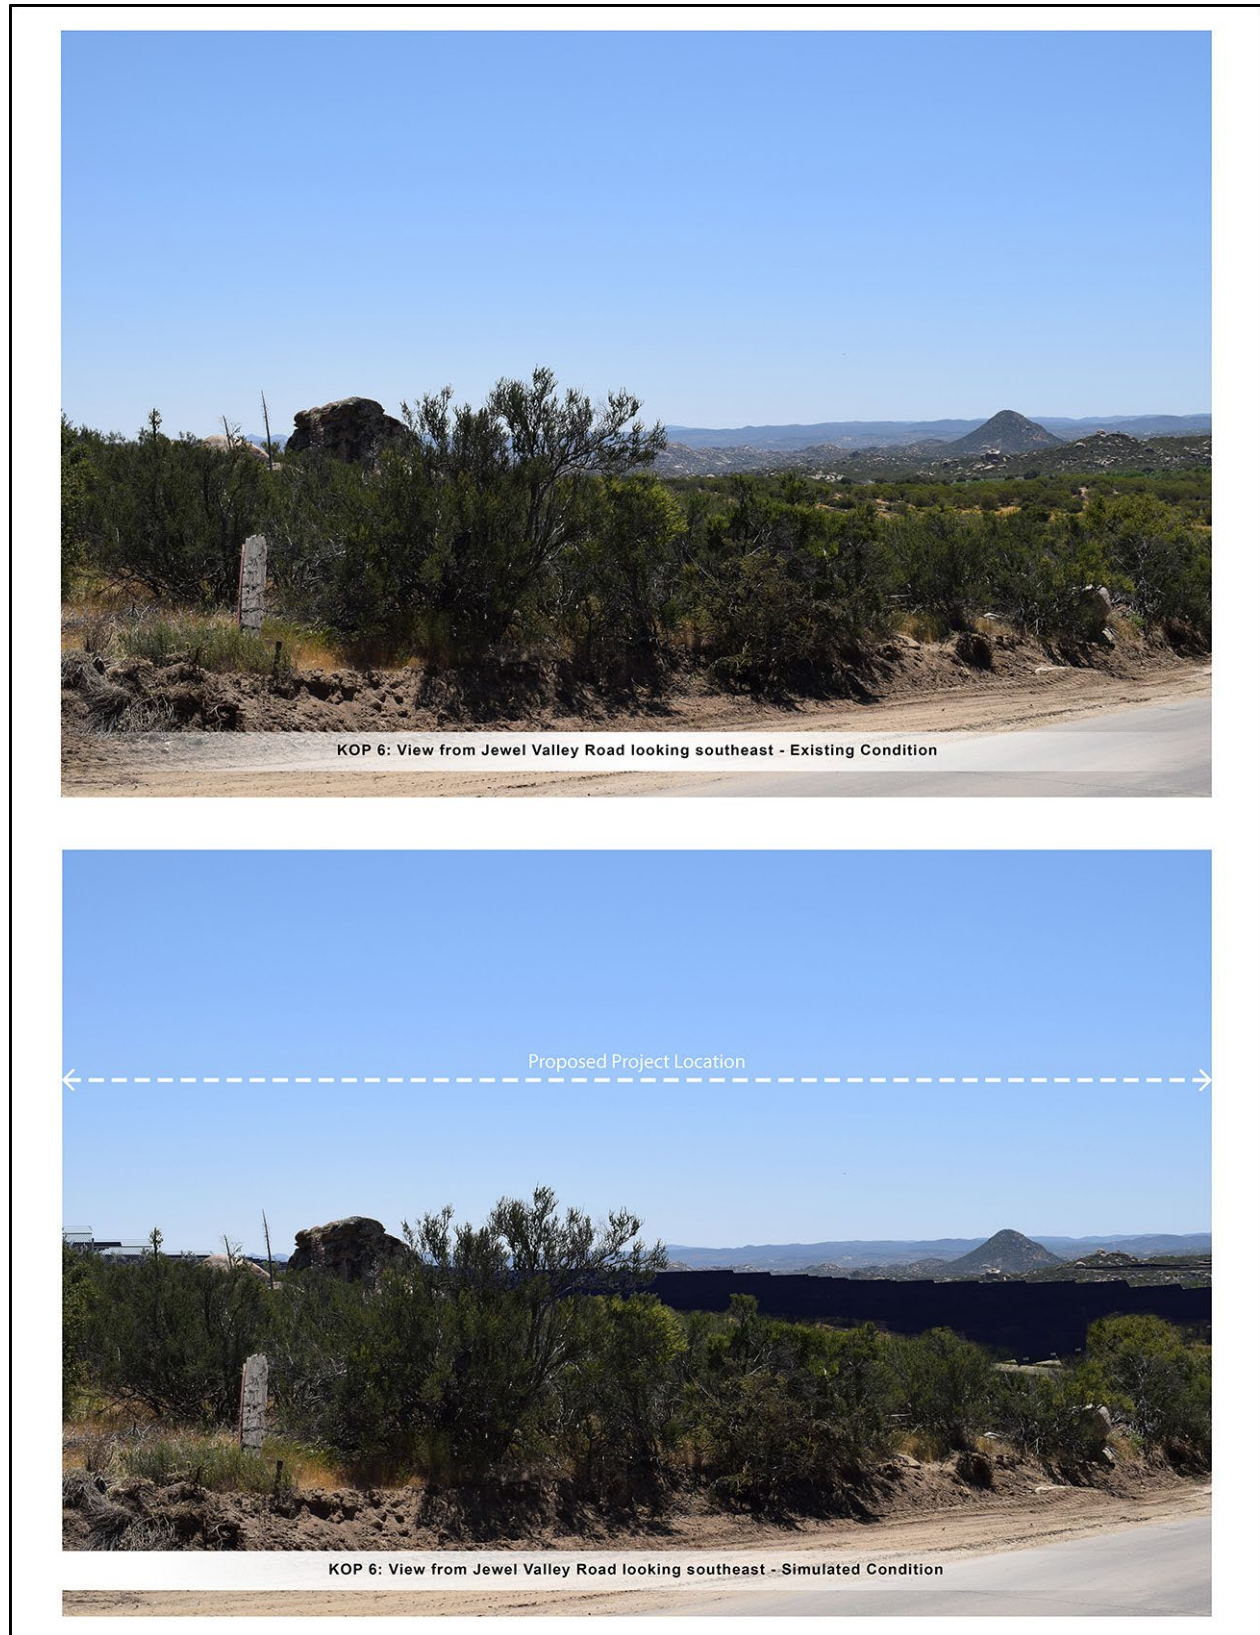 KOP 6: View from Jewel Valley Road looking southeast - Existing Condition
Proposed Project Location
KOP 6: View from Jewel Valley Road looking southeast - Simulated Condition